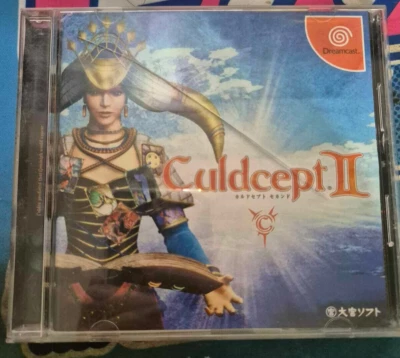 Dreamcast.
Culdcept.II
カルドセプト セカンド
大宮ソフト